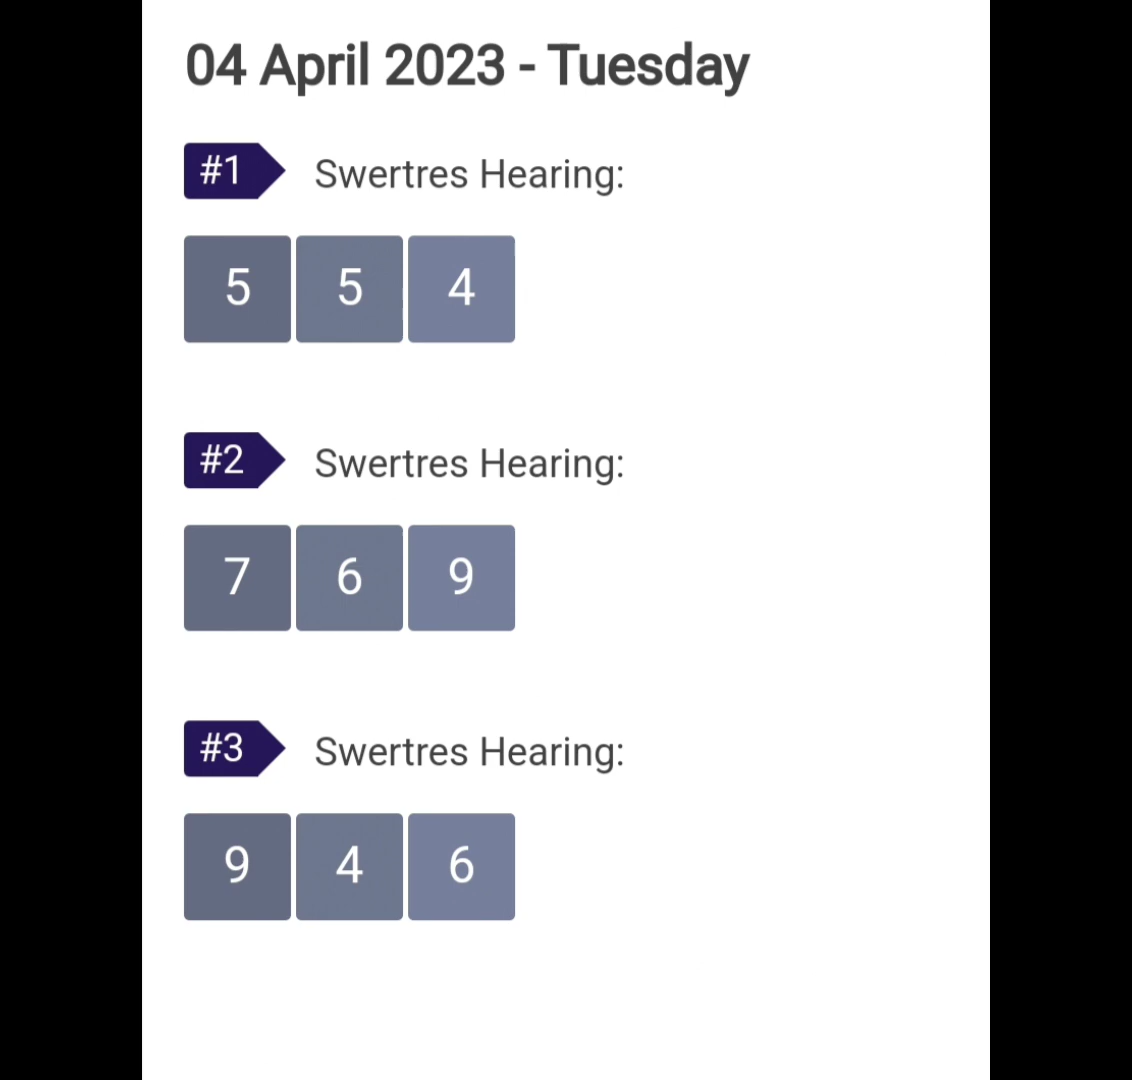 04 April 2023 - Tuesday
#1 Swertres Hearing:
5 5 4
#2 Swertres Hearing:
7 6 9
#3 Swertres Hearing:
9 4 6